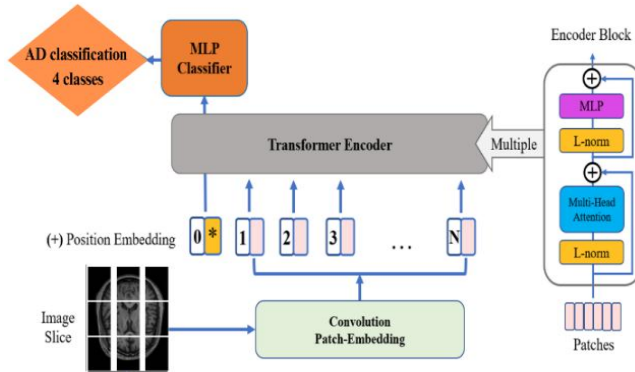 AD classification
4 classes
MLP
Classifier
Encoder Block
+
MLP
L-norm
Transformer Encoder
Multiple
+
Multi-Head
Attention
L-norm
(+) Position Embedding
0 *
1
2
3
...
N
Image
Slice
Convolution
Patch-Embedding
Patches